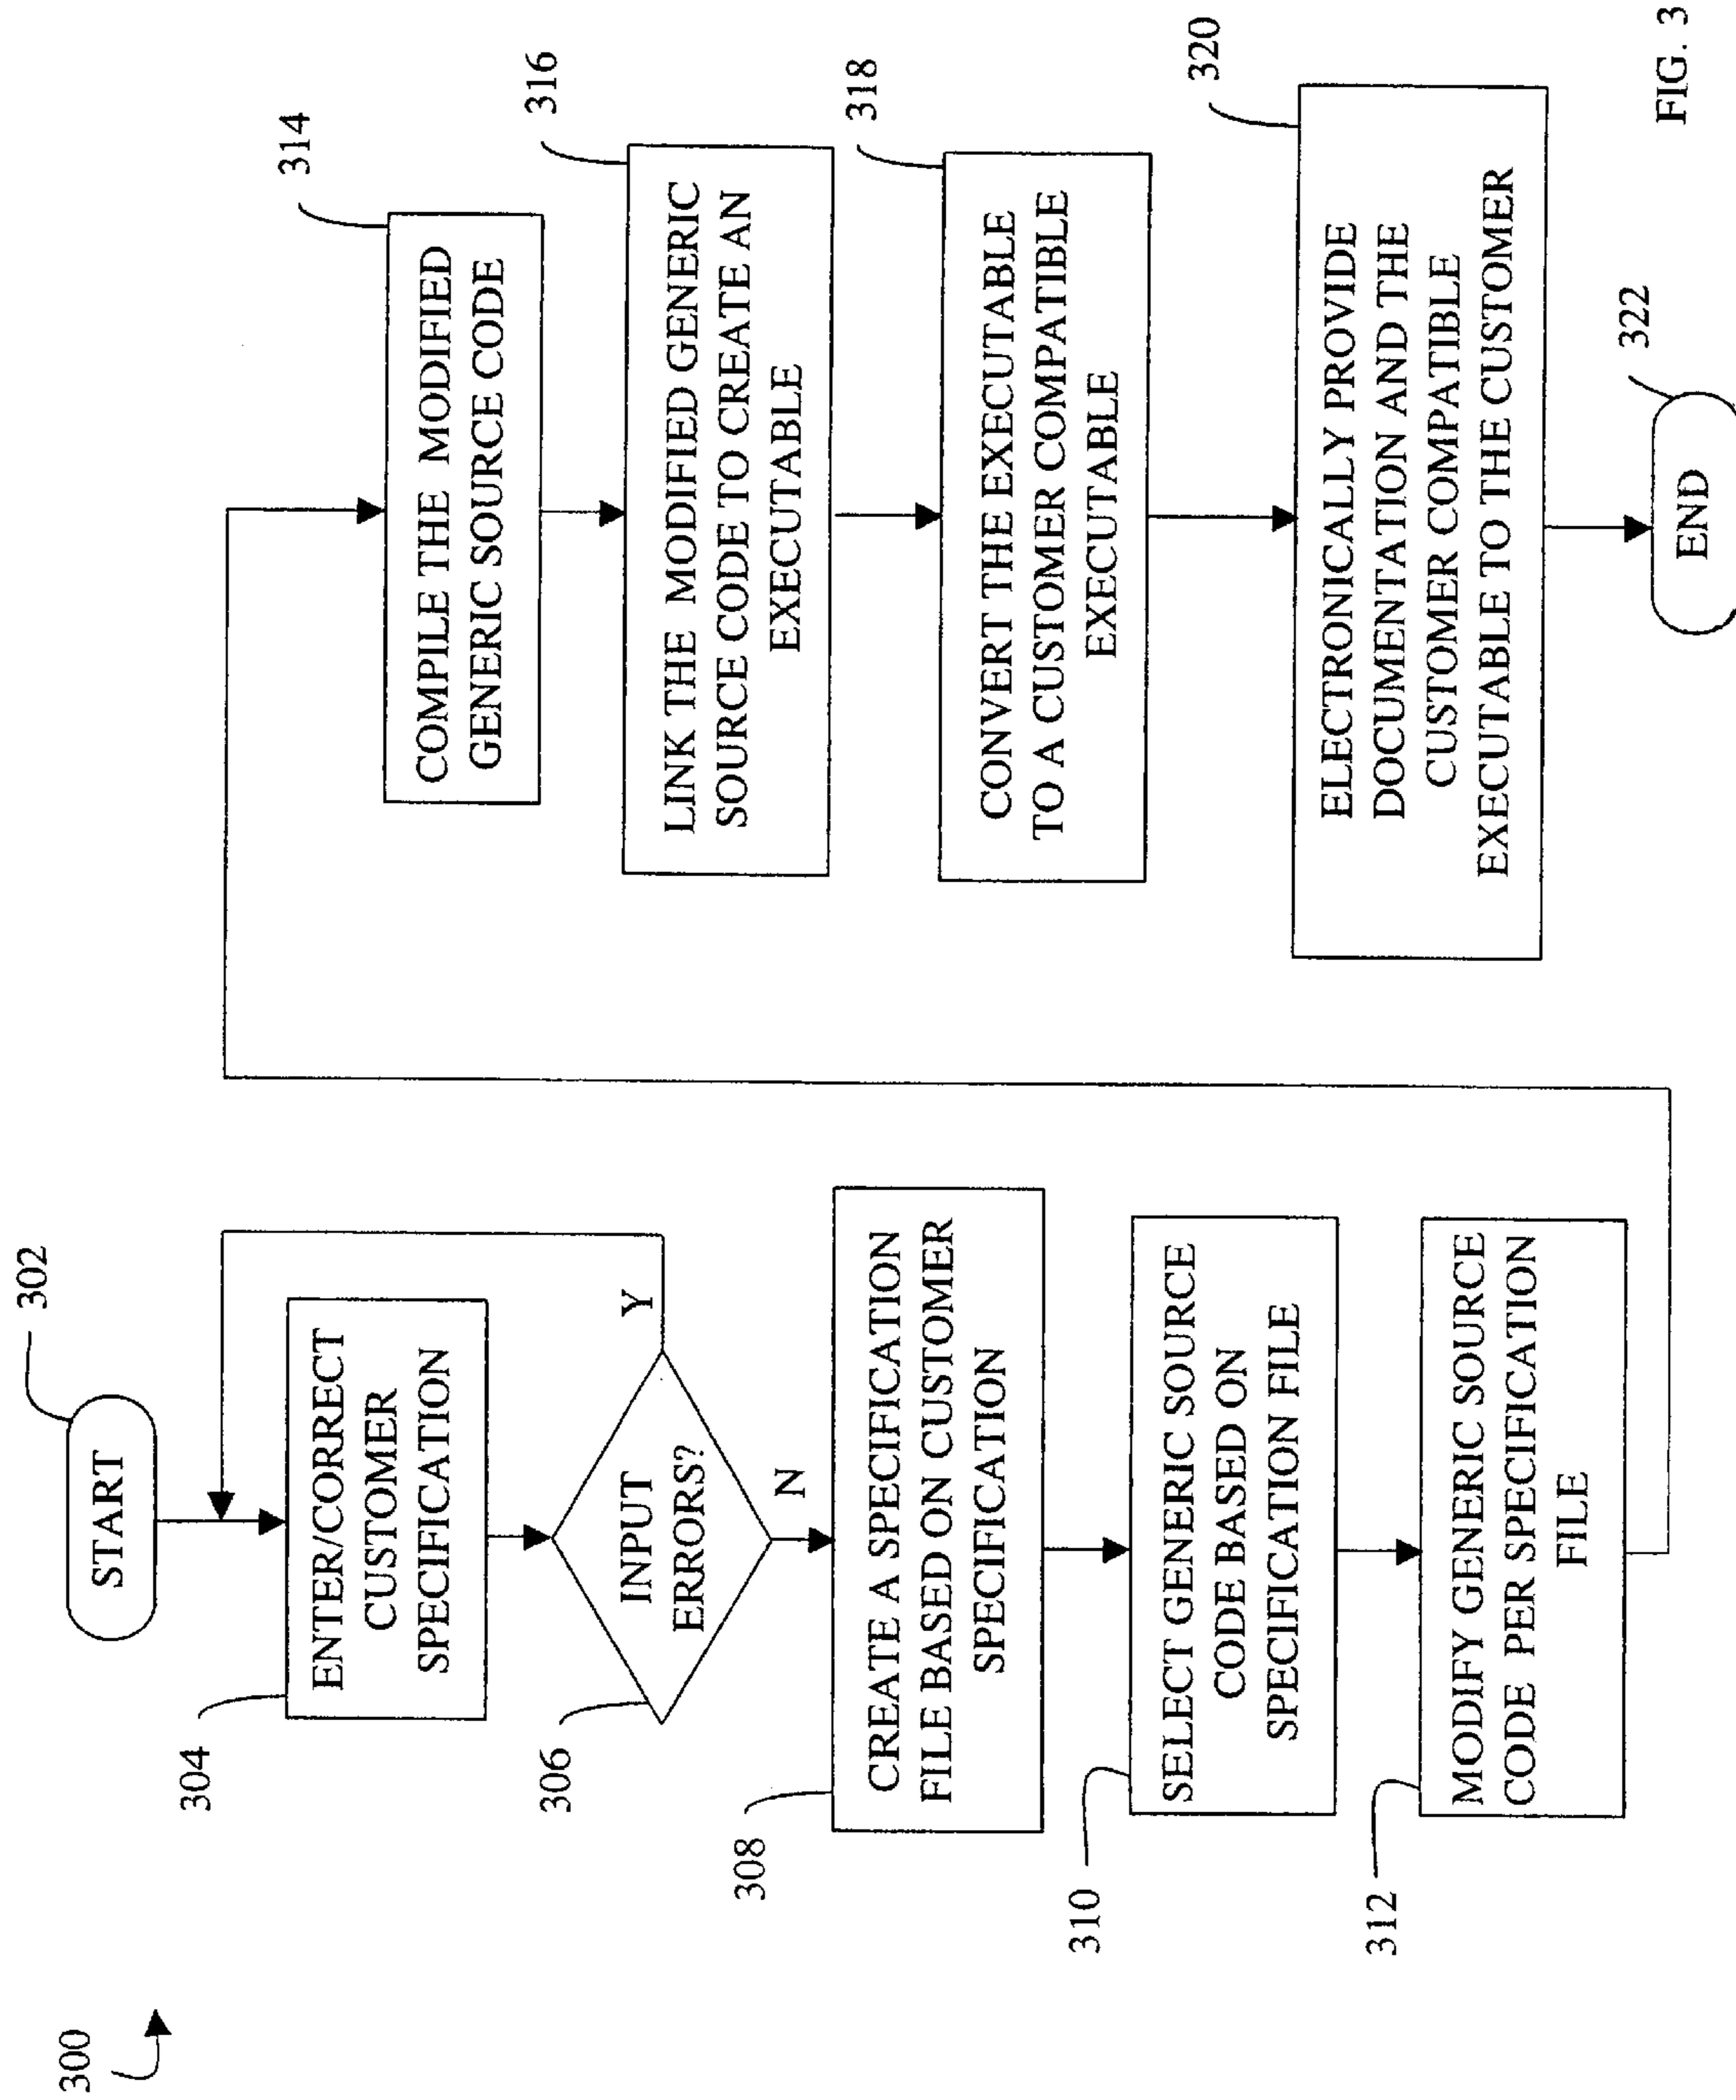 300
302
START
304
ENTER/CORRECT
CUSTOMER
SPECIFICATION
306
INPUT
ERRORS?
Y
N
308
CREATE A SPECIFICATION
FILE BASED ON CUSTOMER
SPECIFICATION
310
SELECT GENERIC SOURCE
CODE BASED ON
SPECIFICATION FILE
312
MODIFY GENERIC SOURCE
CODE PER SPECIFICATION
FILE
314
COMPILE THE MODIFIED
GENERIC SOURCE CODE
316
LINK THE MODIFIED GENERIC
SOURCE CODE TO CREATE AN
EXECUTABLE
318
CONVERT THE EXECUTABLE
TO A CUSTOMER COMPATIBLE
EXECUTABLE
320
ELECTRONICALLY PROVIDE
DOCUMENTATION AND THE
CUSTOMER COMPATIBLE
EXECUTABLE TO THE CUSTOMER
322
END
FIG. 3